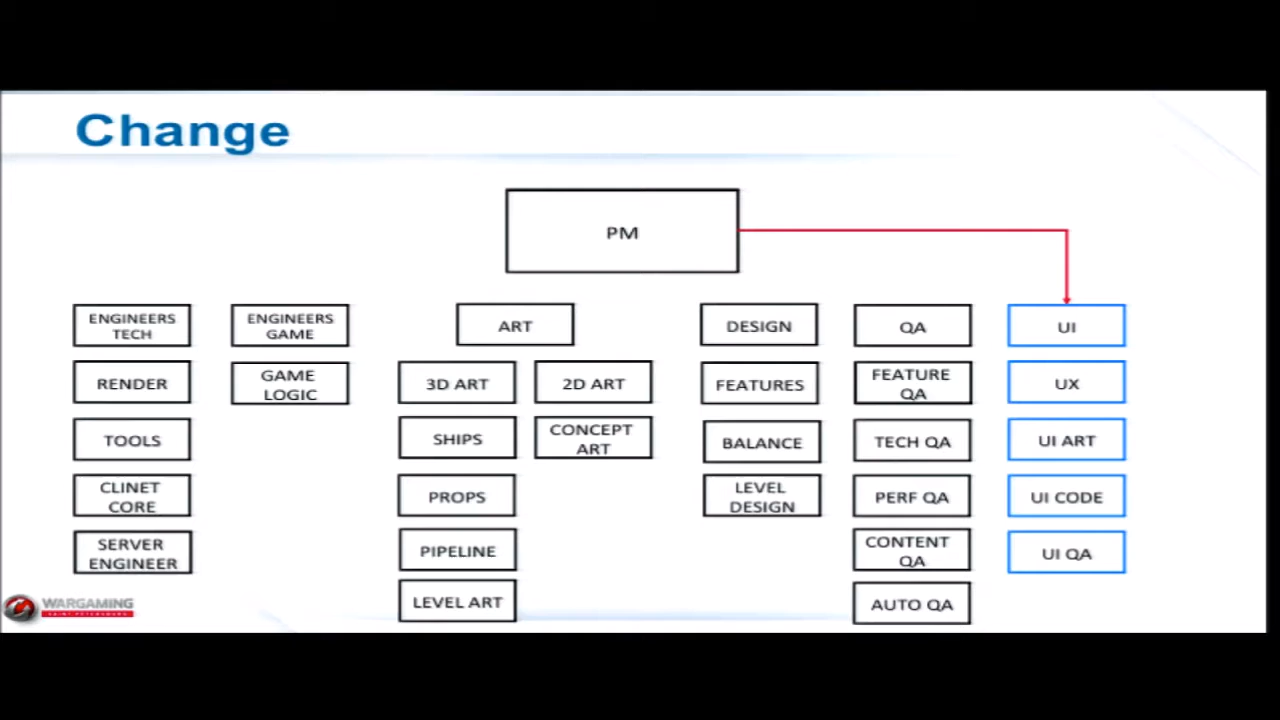 Change
PM
ENGINEERS
TECH
RENDER
TOOLS
CLINET
CORE
SERVER
ENGINEER
ENGINEERS
GAME
GAME
LOGIC
ART
3D ART
SHIPS
PROPS
PIPELINE
LEVEL ART
2D ART
CONCEPT
ART
DESIGN
FEATURES
BALANCE
LEVEL
DESIGN
QA
FEATURE
QA
TECH QA
PERF QA
CONTENT
QA
AUTO QA
UI
UX
UI ART
UI CODE
UI QA
WARGAMING
SAINT PETERSBURG